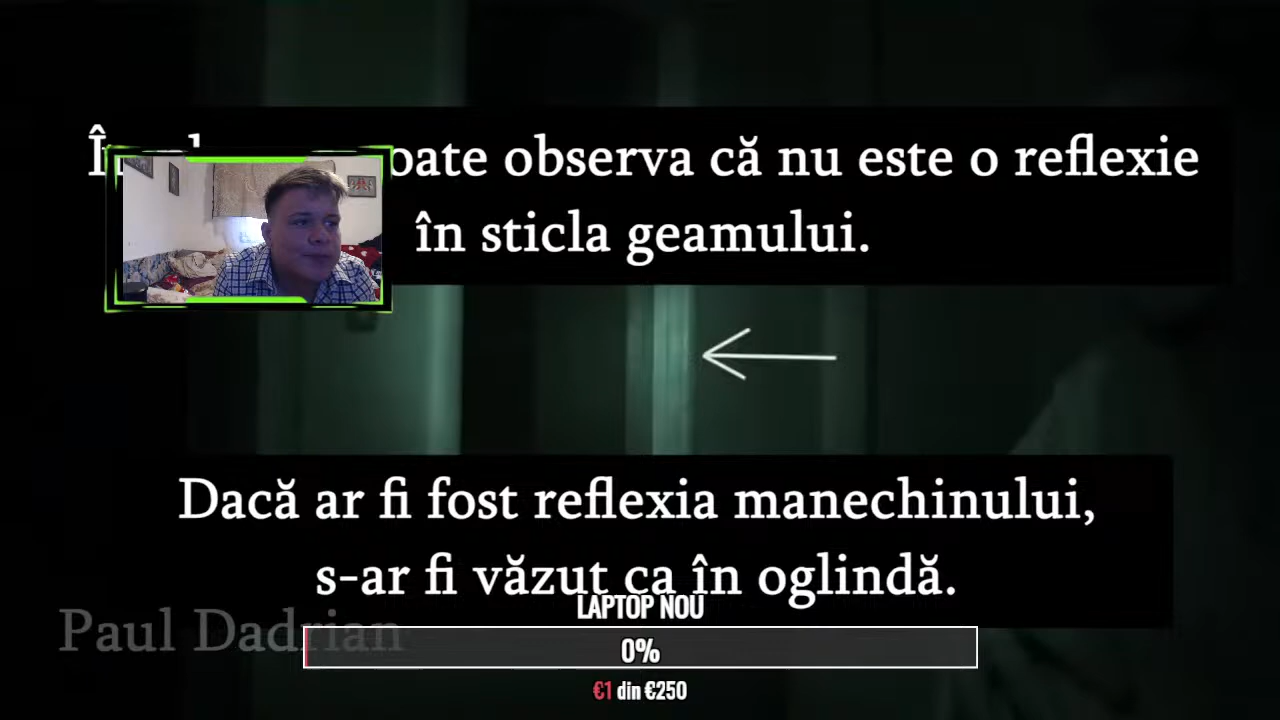 oate observa că nu este o reflexie
în sticla geamului.
Dacă ar fi fost reflexia manechinului,
s-ar fi văzut ca în oglindă.
LAPTOP NOU
Paul Dadrian
0%
€1 din €250